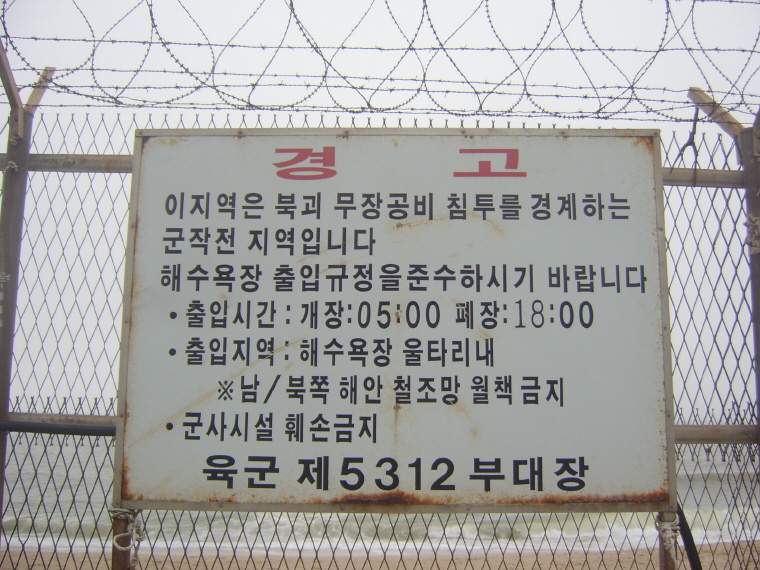 경 고
이지역은 북괴 무장공비 침투를 경계하는
군작전 지역입니다
해수욕장 출입규정을준수하시기 바랍니다
• 출입시간 : 개장:05:00 폐장:18:00
• 출입지역 : 해수욕장 울타리내
※남/북쪽 해안 철조망 월책 금지
• 군사시설 훼손금지
육군 제5312부대장